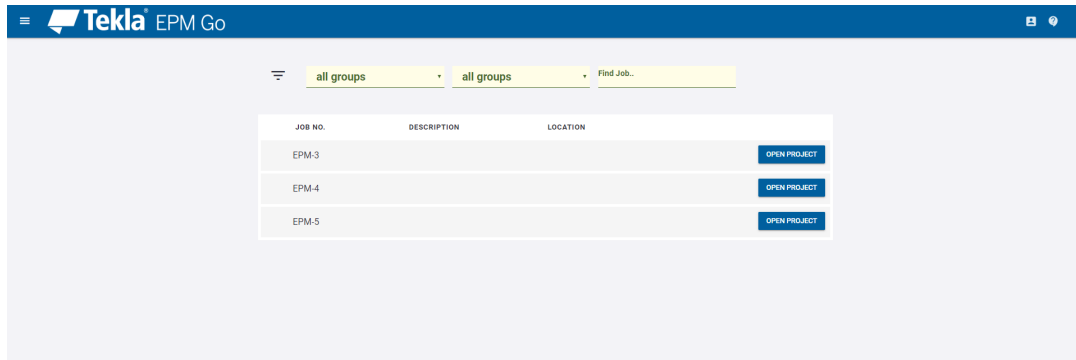 Tekla® EPM Go
all groups all groups Find Job..
JOB NO. DESCRIPTION LOCATION
EPM-3 OPEN PROJECT
EPM-4 OPEN PROJECT
EPM-5 OPEN PROJECT